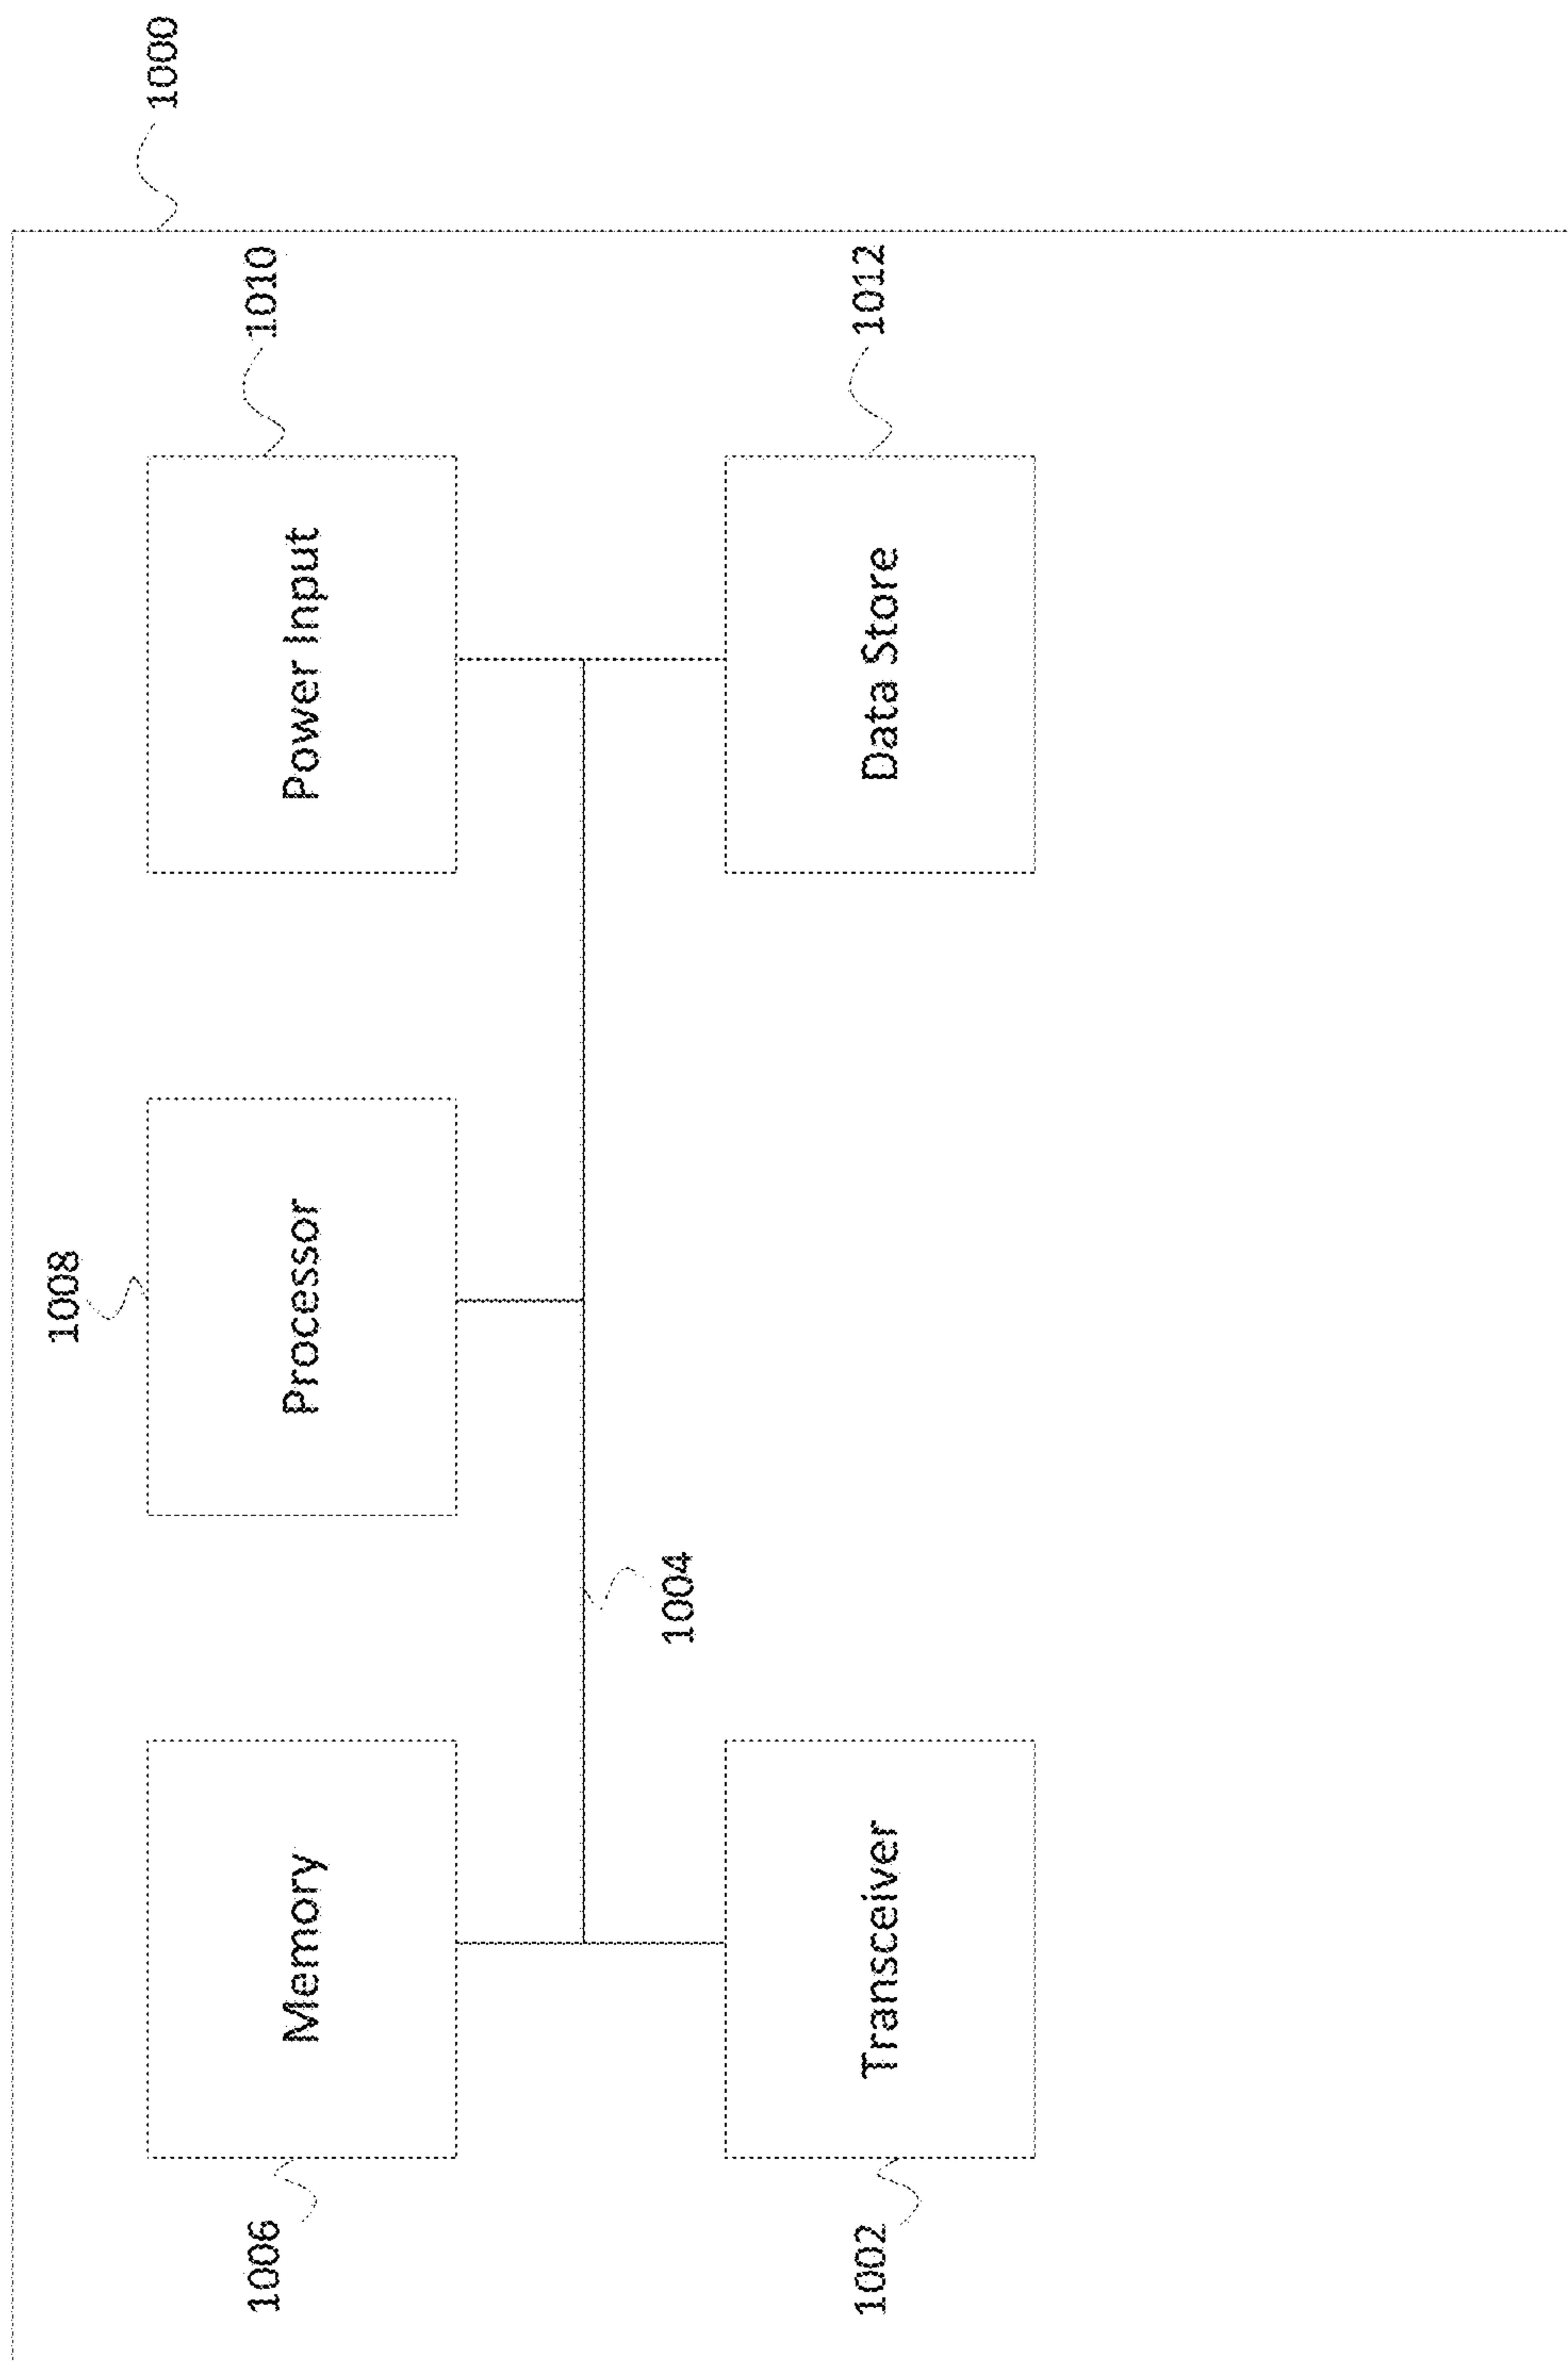 1000
1008
1010
1006
Memory
Processor
Power Input
1004
1012
1002
Transceiver
Data Store